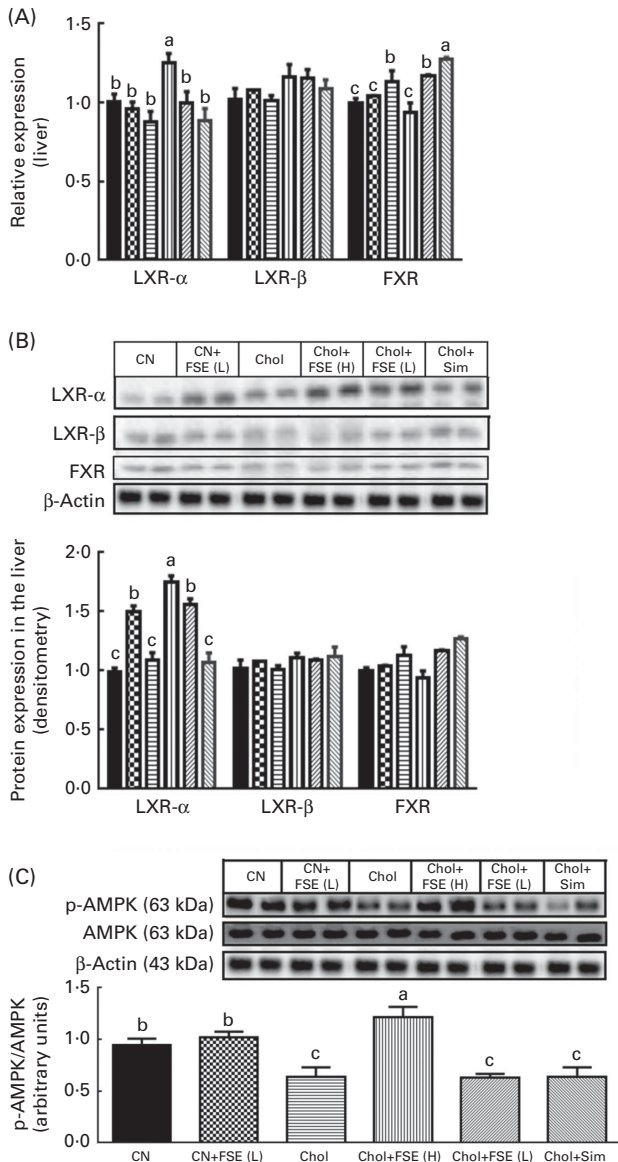 (A)
1·5
1·0
0·5
0·0
Relative expression
(liver)
b b b a b b
c c b c b a
LXR-α LXR-β FXR
(B)
CN CN+ FSE (L) Chol Chol+ FSE (H) Chol+ FSE (L) Chol+ Sim
LXR-α
LXR-β
FXR
β-Actin
2·0
1·5
1·0
0·5
0·0
Protein expression in the liver
(densitometry)
c b c a b c
LXR-α LXR-β FXR
(C)
CN CN+ FSE (L) Chol Chol+ FSE (H) Chol+ FSE (L) Chol+ Sim
p-AMPK (63 kDa)
AMPK (63 kDa)
β-Actin (43 kDa)
1·5
1·0
0·5
0·0
p-AMPK/AMPK
(arbitrary units)
b b c a c c
CN CN+FSE (L) Chol Chol+FSE (H) Chol+FSE (L) Chol+Sim